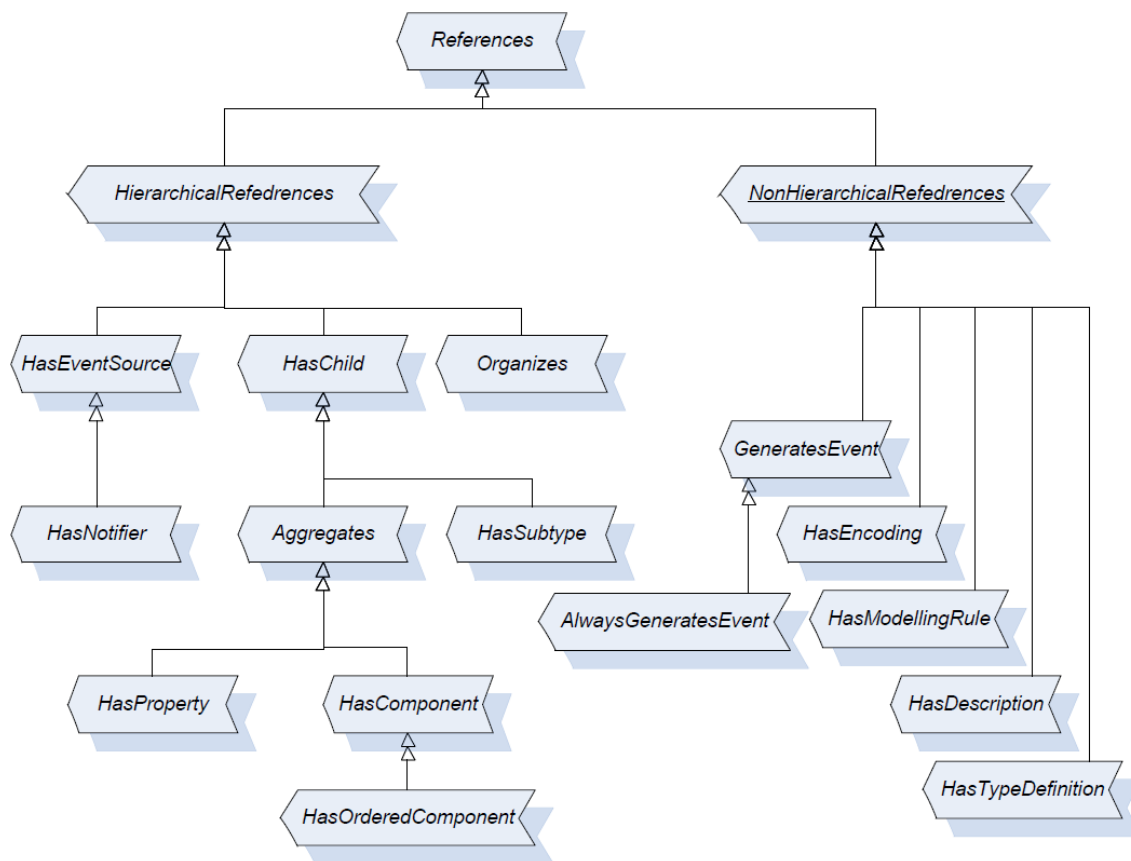 References
HierarchicalRefedrences
NonHierarchicalRefedrences
HasEventSource
HasChild
Organizes
GeneratesEvent
HasNotifier
Aggregates
HasSubtype
HasEncoding
AlwaysGeneratesEvent
HasModellingRule
HasProperty
HasComponent
HasDescription
HasTypeDefinition
HasOrderedComponent